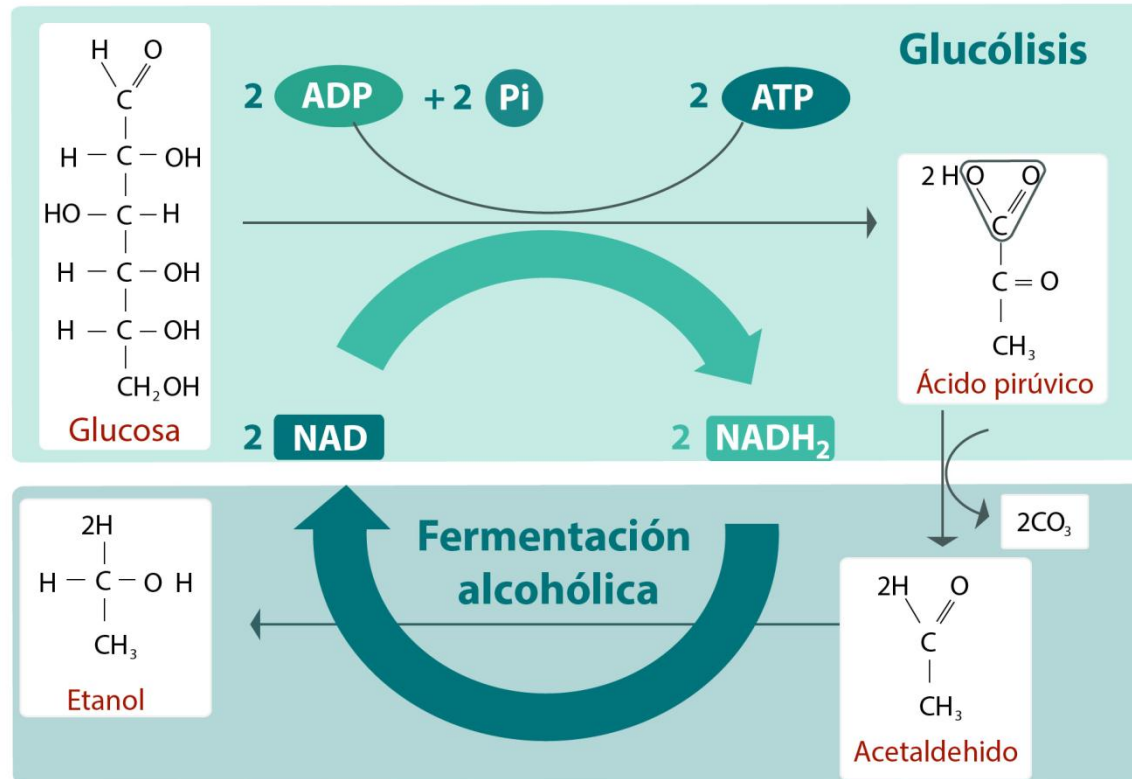 Glucólisis
2 ADP + 2 Pi 2 ATP
H O
C
H – C – OH
HO – C – H
H – C – OH
H – C – OH
CH₂OH
Glucosa
2 HO O
C
C = O
CH₃
Ácido pirúvico
2 NAD 2 NADH₂
2CO₃
Fermentación
alcohólica
2H
H – C – O H
CH₃
Etanol
2H O
C
CH₃
Acetaldehido